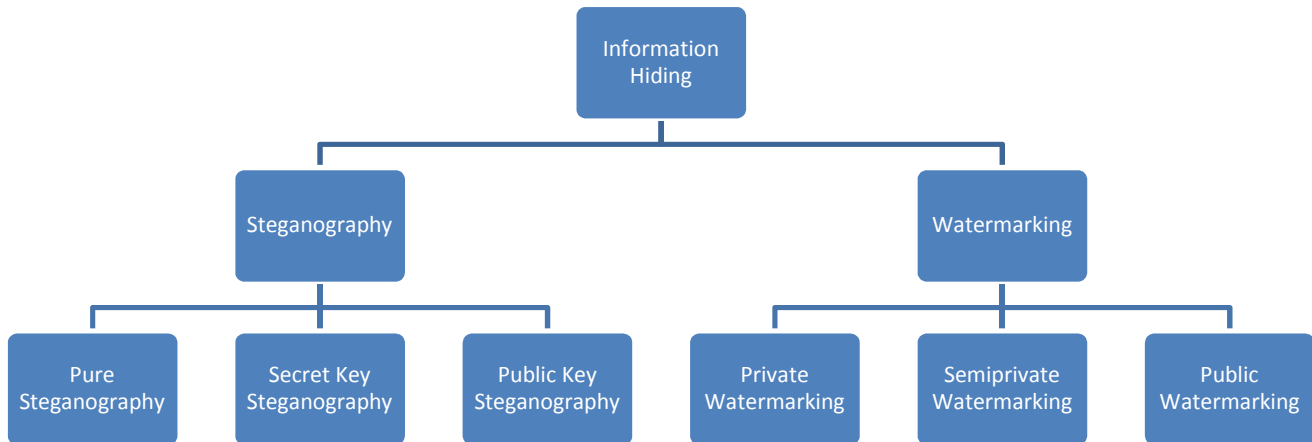 Information
Hiding
Steganography
Watermarking
Pure
Steganography
Secret Key
Steganography
Public Key
Steganography
Private
Watermarking
Semiprivate
Watermarking
Public
Watermarking